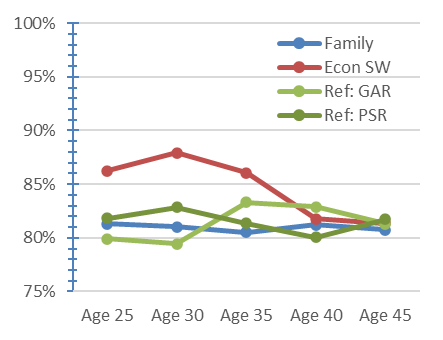 100%
95%
90%
85%
80%
75%
Family
Econ SW
Ref: GAR
Ref: PSR
Age 25 Age 30 Age 35 Age 40 Age 45